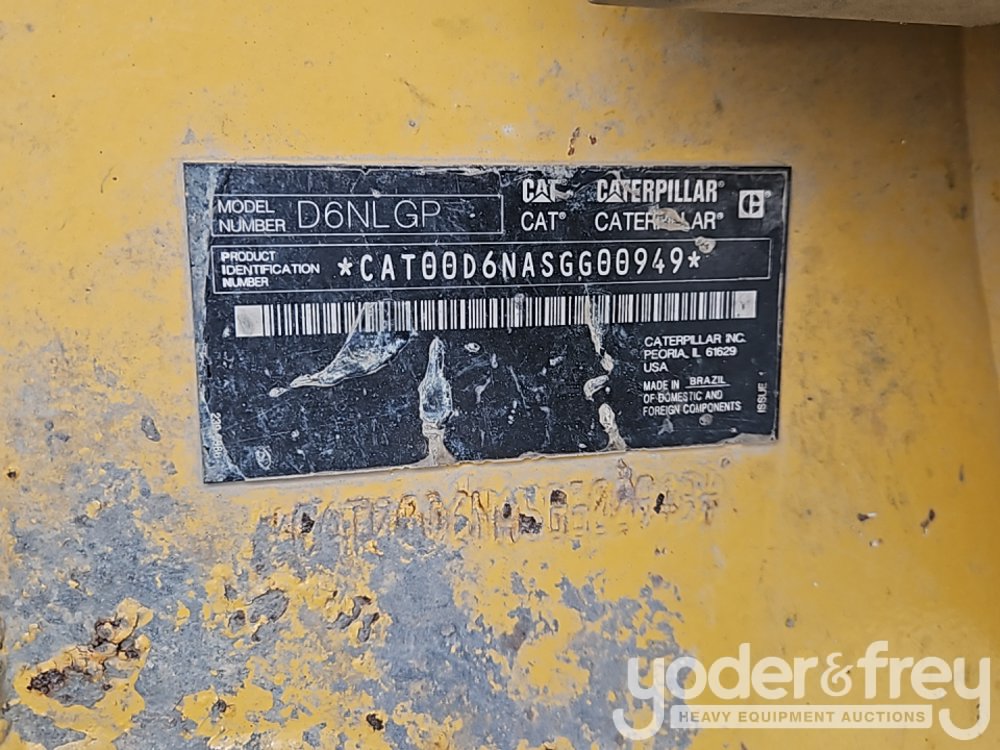 MODEL NUMBER D6NLGP
CAT CATERPILLAR®
CAT® CATERPILLAR®
PRODUCT IDENTIFICATION NUMBER *CAT00D6NASGG00949*
CATERPILLAR INC.
PEORIA, IL 61629
USA
MADE IN BRAZIL
OF DOMESTIC AND
FOREIGN COMPONENTS
ISSUE
yoder&frey
HEAVY EQUIPMENT AUCTIONS